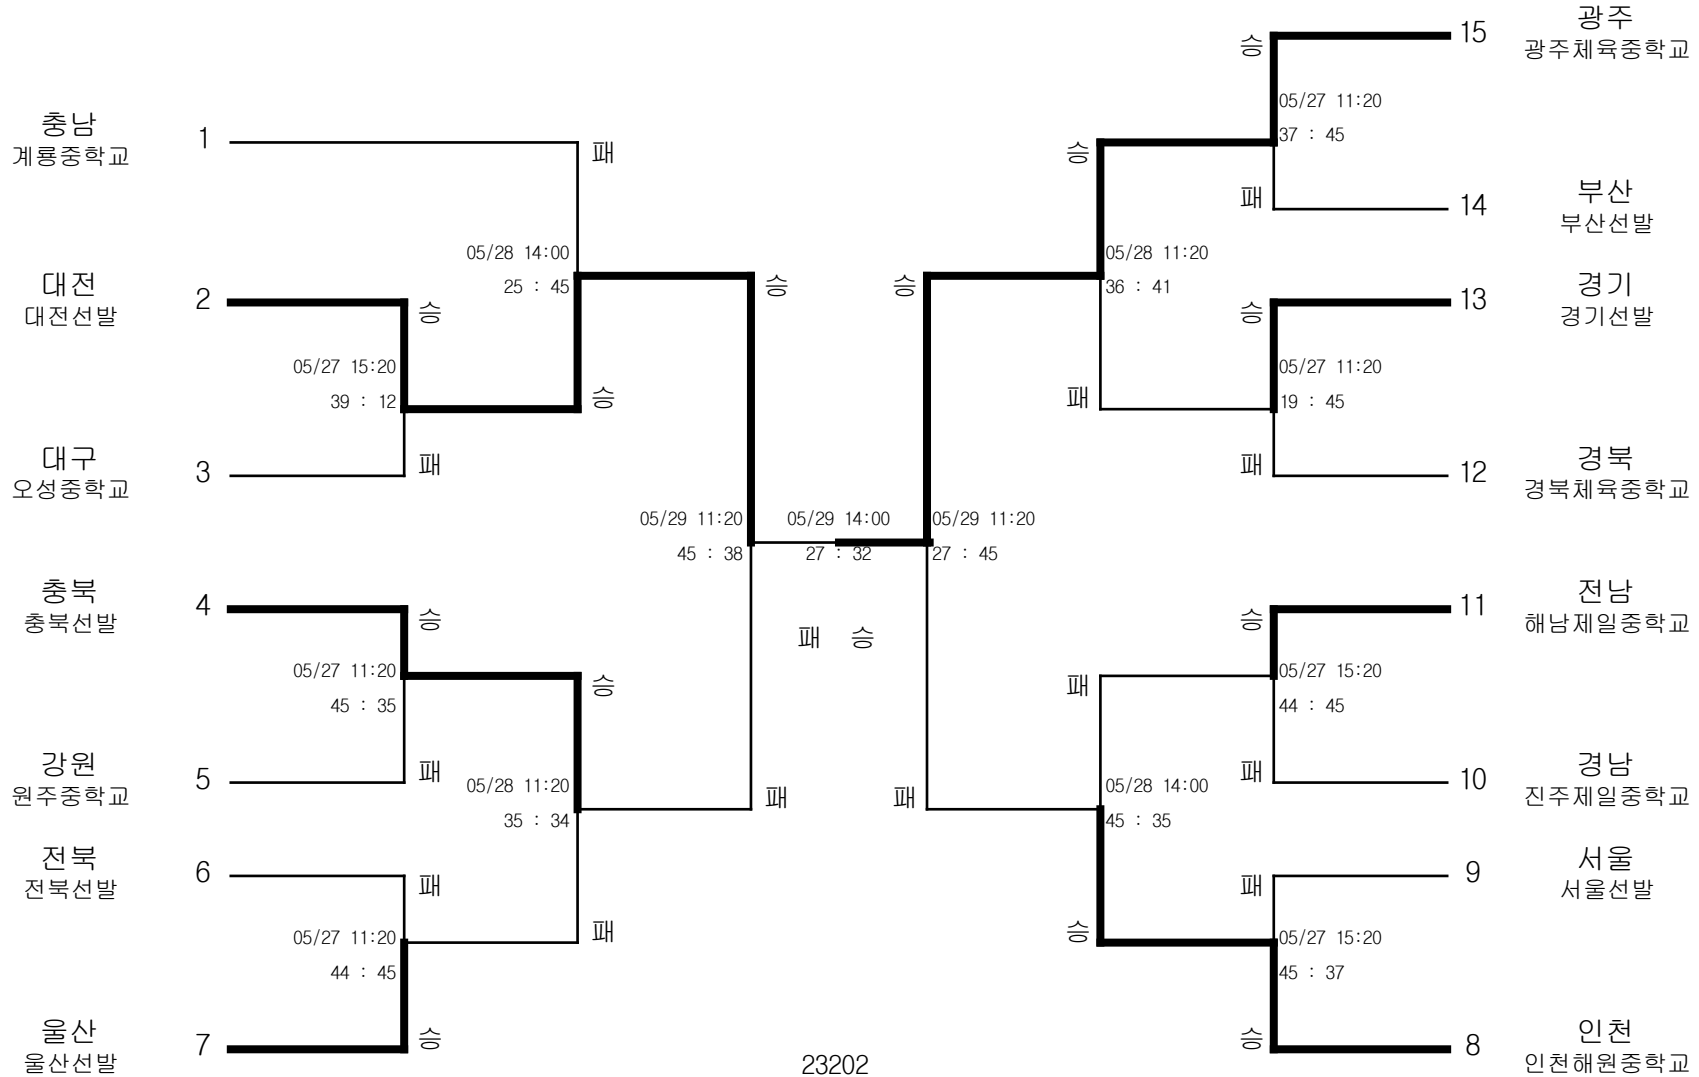 충남
계룡중학교
1
패
대전
대전선발
2
승
05/28 14:00
25 : 45
05/27 15:20
39 : 12
승
대구
오성중학교
3
패
승
05/29 11:20
45 : 38
충북
충북선발
4
승
05/27 11:20
45 : 35
승
강원
원주중학교
5
패
05/28 11:20
35 : 34
패
전북
전북선발
6
패
05/27 11:20
44 : 45
패
울산
울산선발
7
승
05/29 14:00
27 : 32
패 승
23202
승
15
광주
광주체육중학교
05/27 11:20
37 : 45
승
패
14
부산
부산선발
승
05/28 11:20
36 : 41
승
13
경기
경기선발
05/27 11:20
19 : 45
패
패
12
경북
경북체육중학교
05/29 11:20
27 : 45
승
11
전남
해남제일중학교
05/27 15:20
44 : 45
패
패
10
경남
진주제일중학교
패
05/28 14:00
45 : 35
패
9
서울
서울선발
05/27 15:20
45 : 37
승
승
8
인천
인천해원중학교